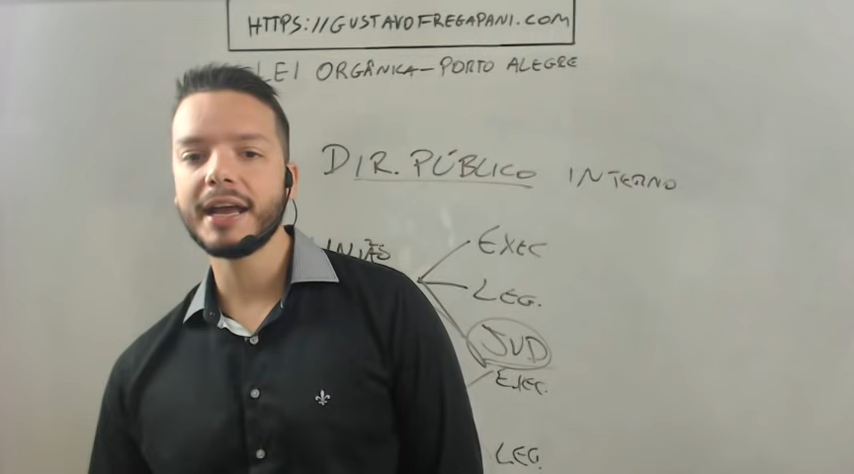 HTTPS://GUSTAVOFREGAPANI.COM
LEI ORGÂNICA - PORTO ALEGRE
DIR. PÚBLICO INTERNO
EXEC
LEG.
JUD
EXEC.
LEG.